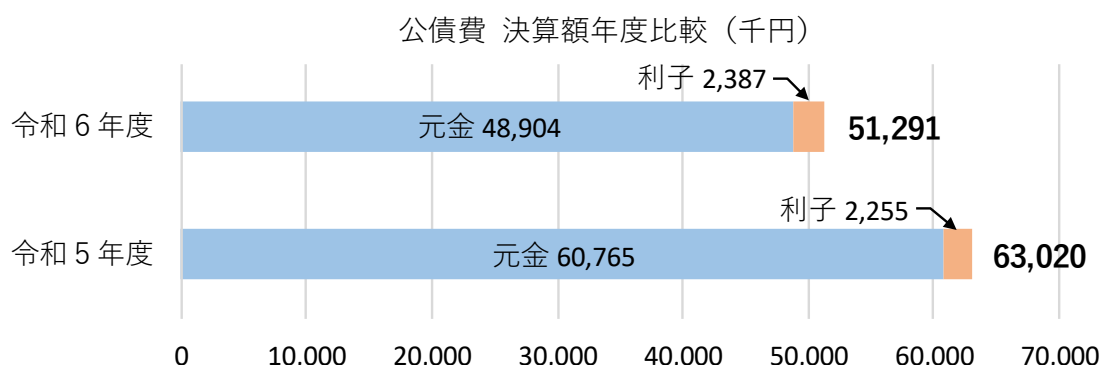 公債費 決算額年度比較（千円）
利子 2,387
令和６年度 元金 48,904 51,291
利子 2,255
令和５年度 元金 60,765 63,020
0 10,000 20,000 30,000 40,000 50,000 60,000 70,000